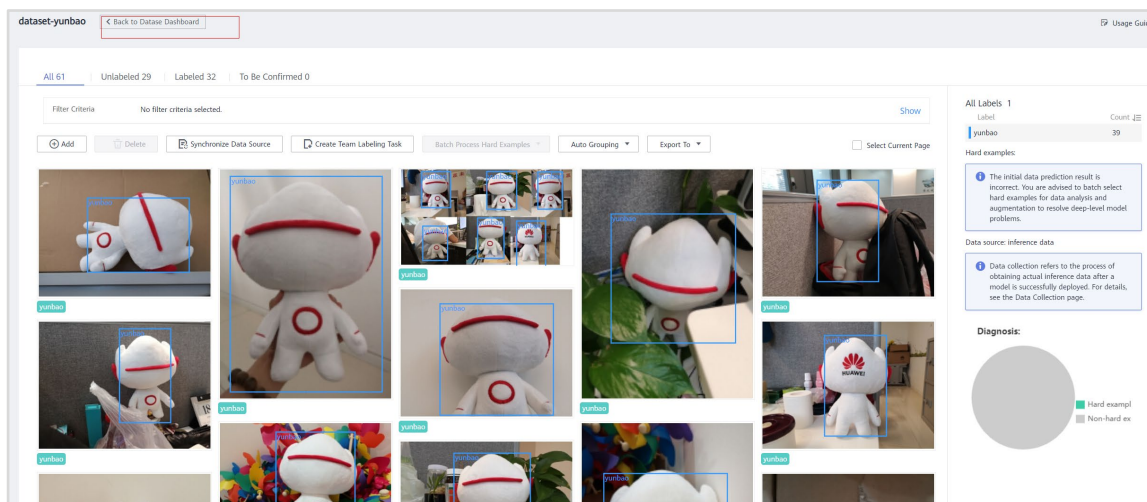 dataset-yunbao
< Back to Datase Dashboard
Usage Gui
All 61
Unlabeled 29
Labeled 32
To Be Confirmed 0
Filter Criteria
No filter criteria selected.
Show
Add
Delete
Synchronize Data Source
Create Team Labeling Task
Batch Process Hard Examples
Auto Grouping
Export To
Select Current Page
yunbao
yunbao
yunbao
yunbao
yunbao
yunbao
yunbao
yunbao
yunbao
yunbao
yunbao
HUAWEI
yunbao
yunbao
yunbao
yunbao
yunbao
yunbao
All Labels 1
Label
Count
yunbao
39
Hard examples:
The initial data prediction result is
incorrect. You are advised to batch select
hard examples for data analysis and
augmentation to resolve deep-level model
problems.
Data source: inference data
Data collection refers to the process of
obtaining actual inference data after a
model is successfully deployed. For details,
see the Data Collection page.
Diagnosis:
Hard exampl
Non-hard ex